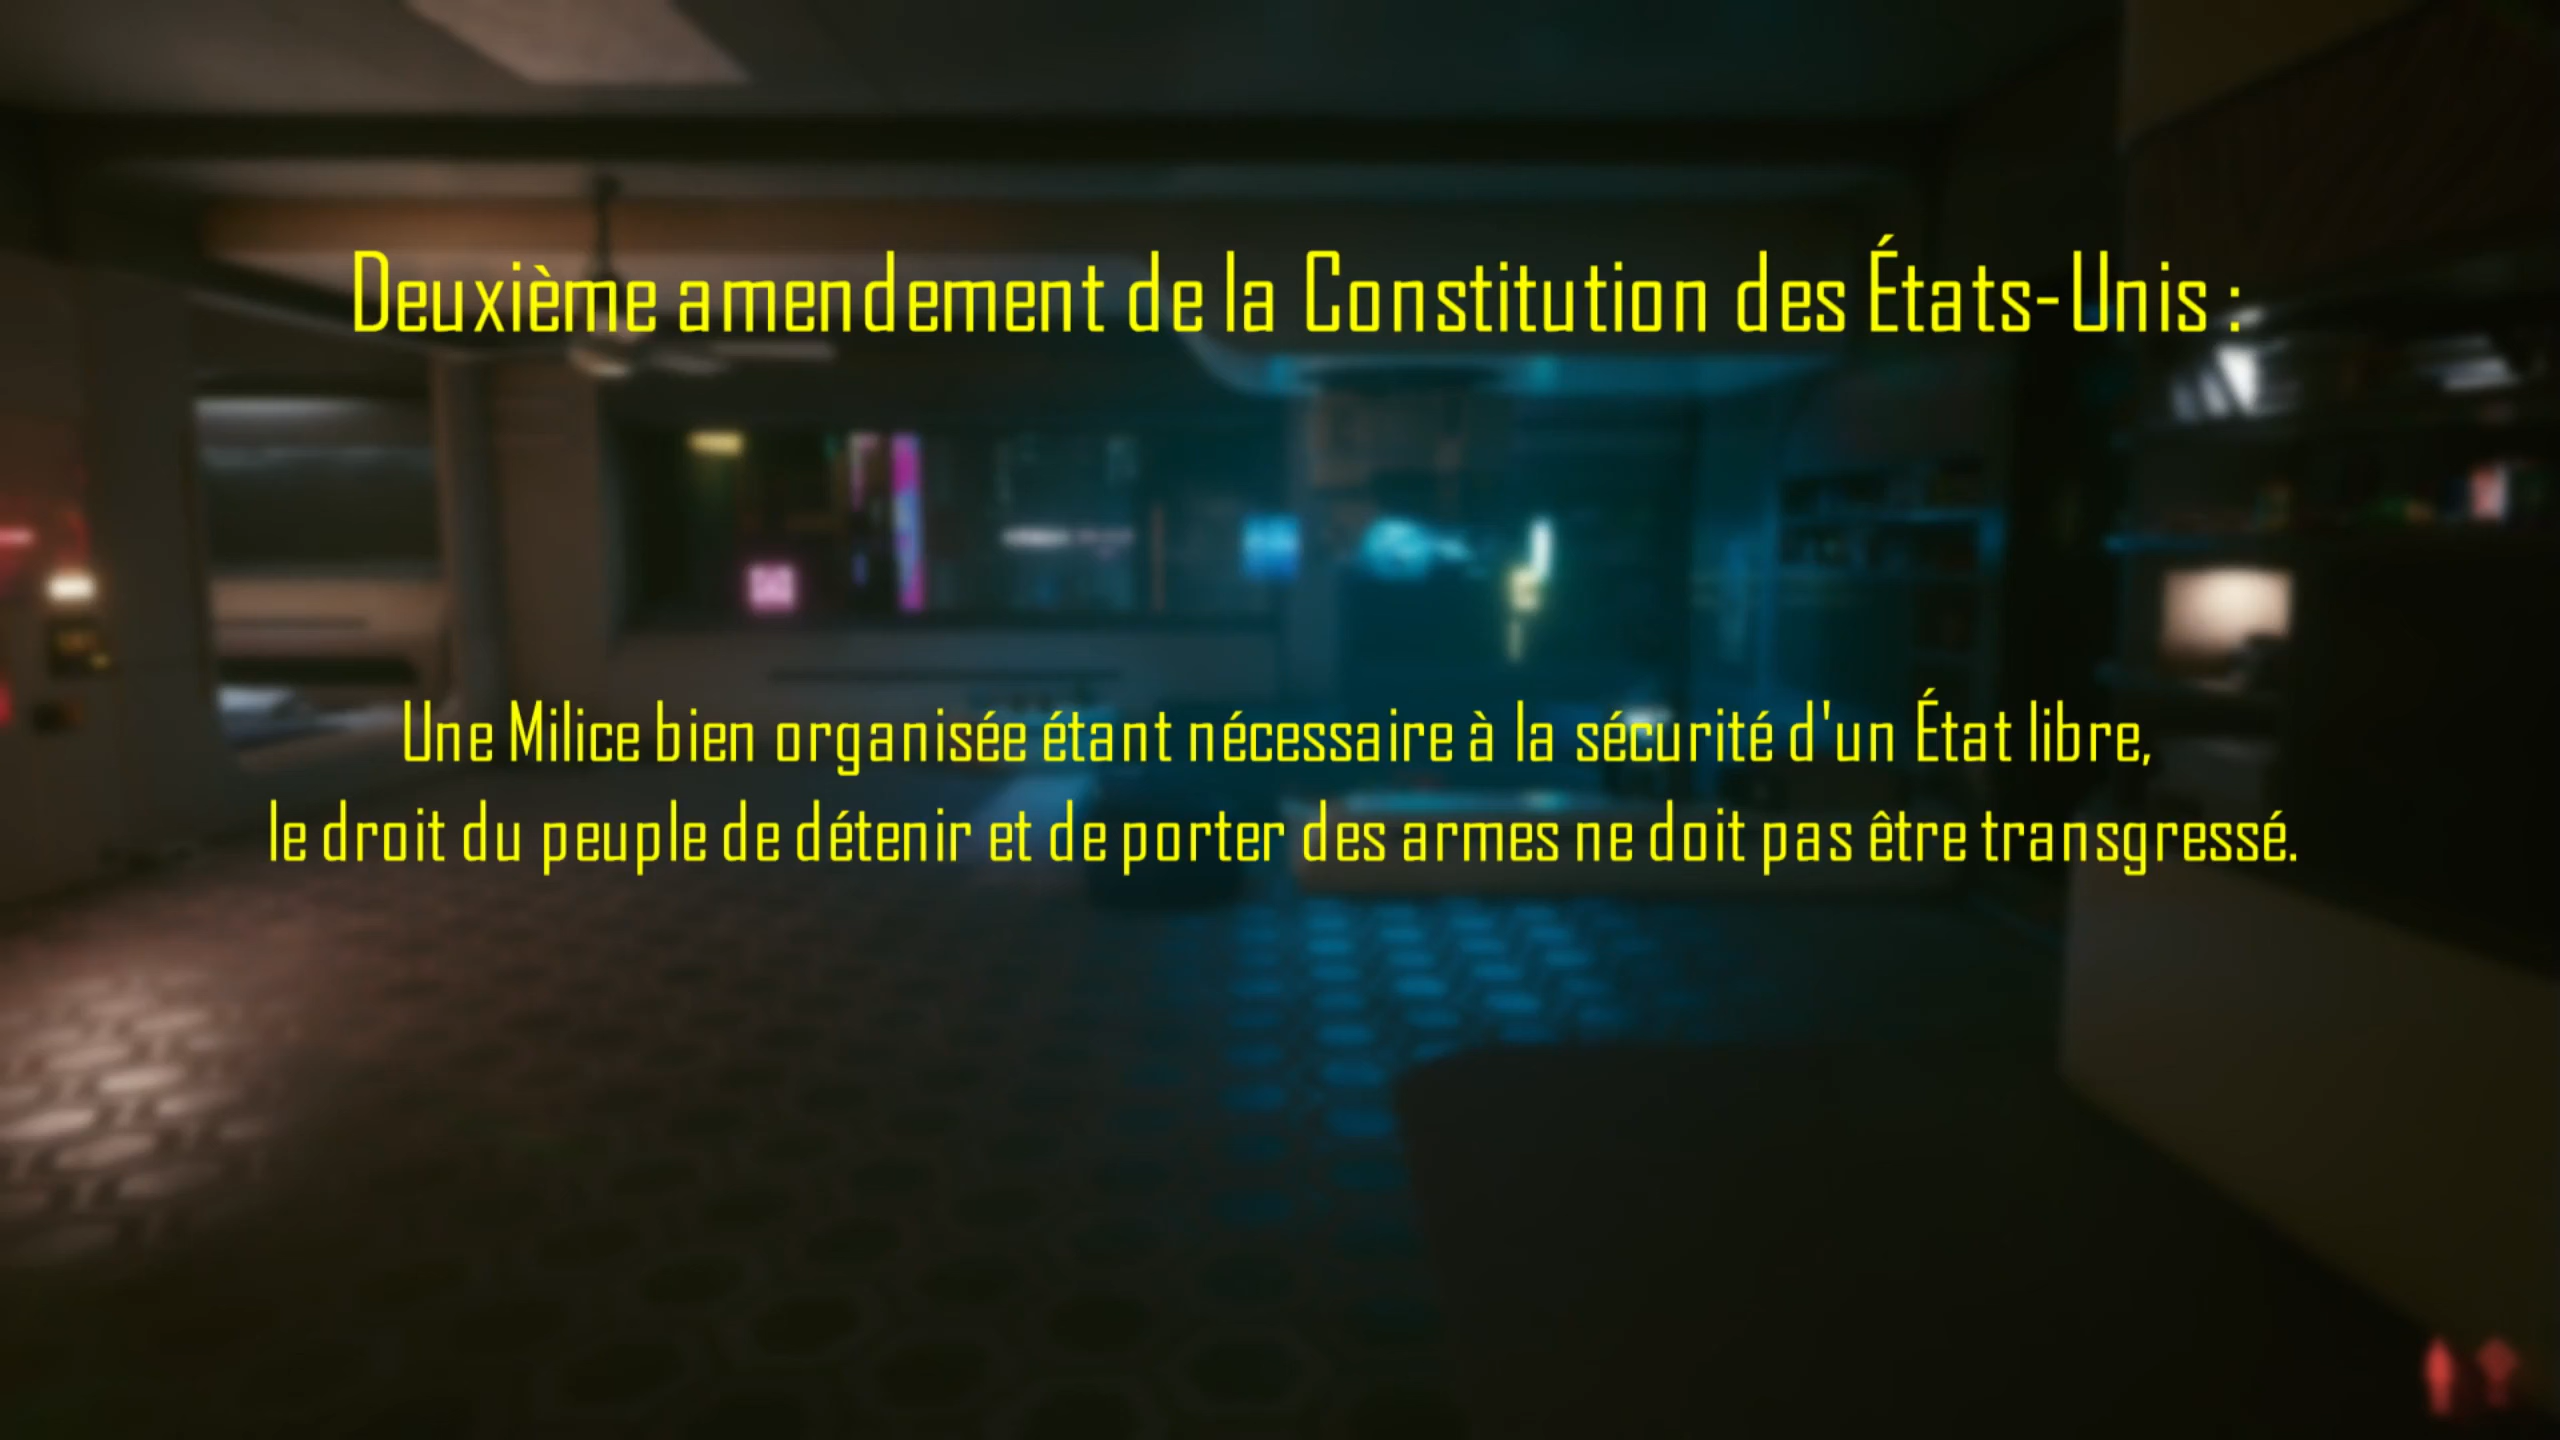 Deuxième amendement de la Constitution des États-Unis :
Une Milice bien organisée étant nécessaire à la sécurité d'un État libre,
le droit du peuple de détenir et de porter des armes ne doit pas être transgressé.